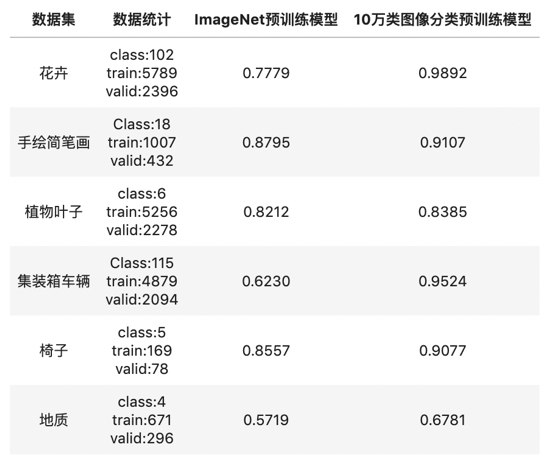 数据集 数据统计 ImageNet预训练模型 10万类图像分类预训练模型
花卉 class:102 train:5789 valid:2396 0.7779 0.9892
手绘简笔画 Class:18 train:1007 valid:432 0.8795 0.9107
植物叶子 class:6 train:5256 valid:2278 0.8212 0.8385
集装箱车辆 Class:115 train:4879 valid:2094 0.6230 0.9524
椅子 class:5 train:169 valid:78 0.8557 0.9077
地质 class:4 train:671 valid:296 0.5719 0.6781